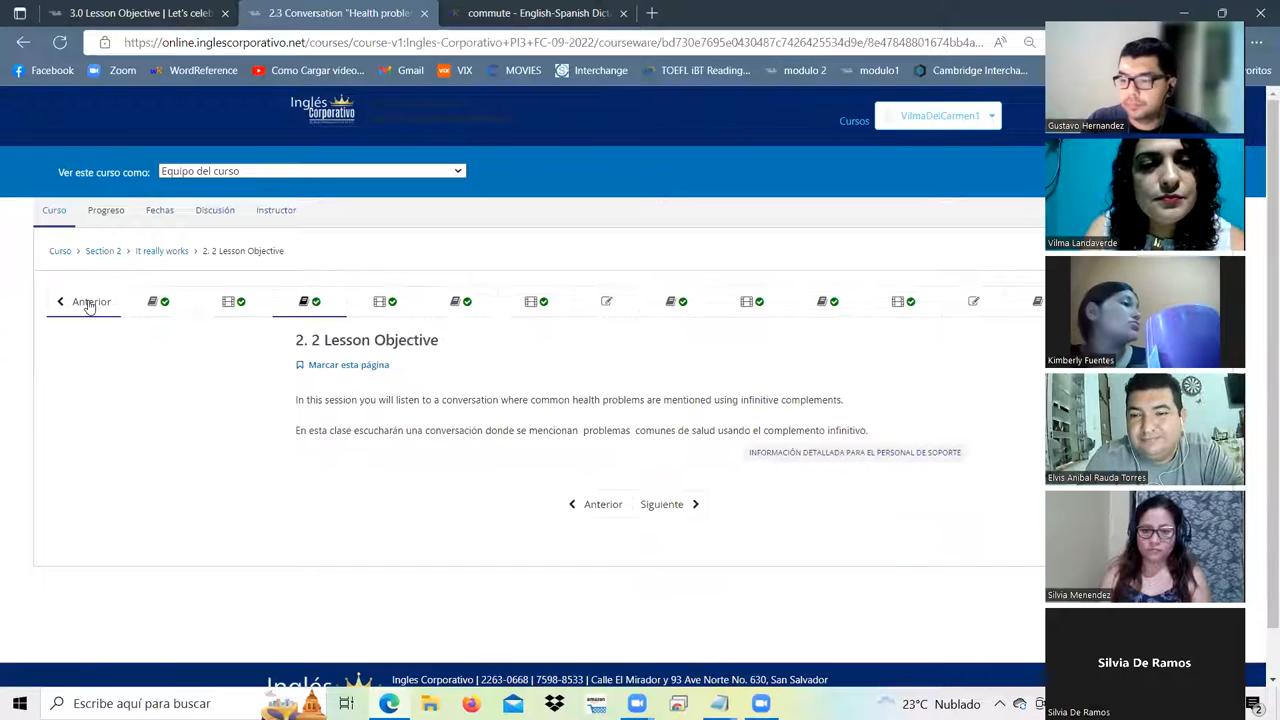 3.0 Lesson Objective | Let's celeb
2.3 Conversation "Health proble
commute - English-Spanish Dict
https://online.inglescorporativo.net/courses/course-v1:Ingles-Corporativo+PI3+FC-09-2022/courseware/bd730e7695e0430487c7426425534d9e/8e47848801674bb4a...
Facebook
Zoom
WordReference
Como Cargar video...
Gmail
VIX
MOVIES
Interchange
TOEFL iBT Reading...
modulo 2
modulo1
Cambridge Interchan
oritos
Inglés
Corporativo
Cursos
VilmaDelCarmen1
Ver este curso como:
Equipo del curso
Curso
Progreso
Fechas
Discusión
Instructor
Curso > Section 2 > It really works > 2. 2 Lesson Objective
Anterior
2. 2 Lesson Objective
Marcar esta página
In this session you will listen to a conversation where common health problems are mentioned using infinitive complements.
En esta clase escucharán una conversación donde se mencionan problemas comunes de salud usando el complemento infinitivo.
INFORMACIÓN DETALLADA PARA EL PERSONAL DE SOPORTE
Anterior
Siguiente
Inglés
Inglés Corporativo | 2263-0668 | 7598-8533 | Calle El Mirador y 93 Ave Norte No. 630, San Salvador
Escribe aquí para buscar
amazon
23°C Nublado
2
Gustavo Hernandez
Vilma Landaverde
Kimberly Fuentes
Elvis Anibal Rauda Torres
Silvia Menendez
Silvia De Ramos
Silvia De Ramos